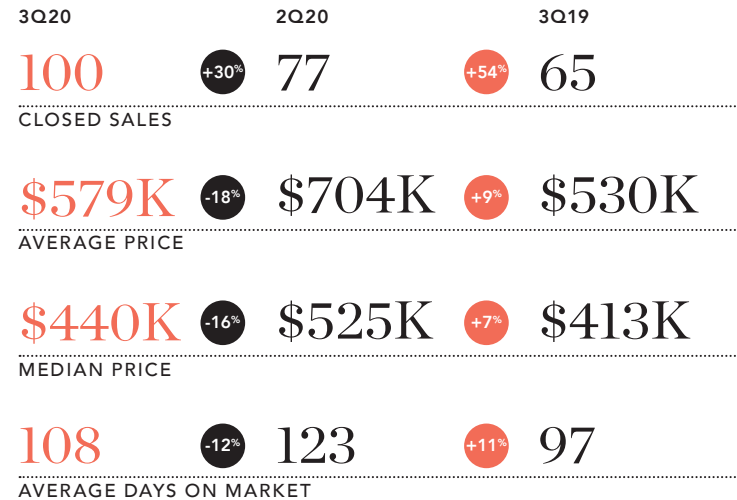 3Q20 2Q20 3Q19
100 +30% 77 +54% 65
CLOSED SALES
$579K -18% $704K +9% $530K
AVERAGE PRICE
$440K -16% $525K +7% $413K
MEDIAN PRICE
108 -12% 123 +11% 97
AVERAGE DAYS ON MARKET